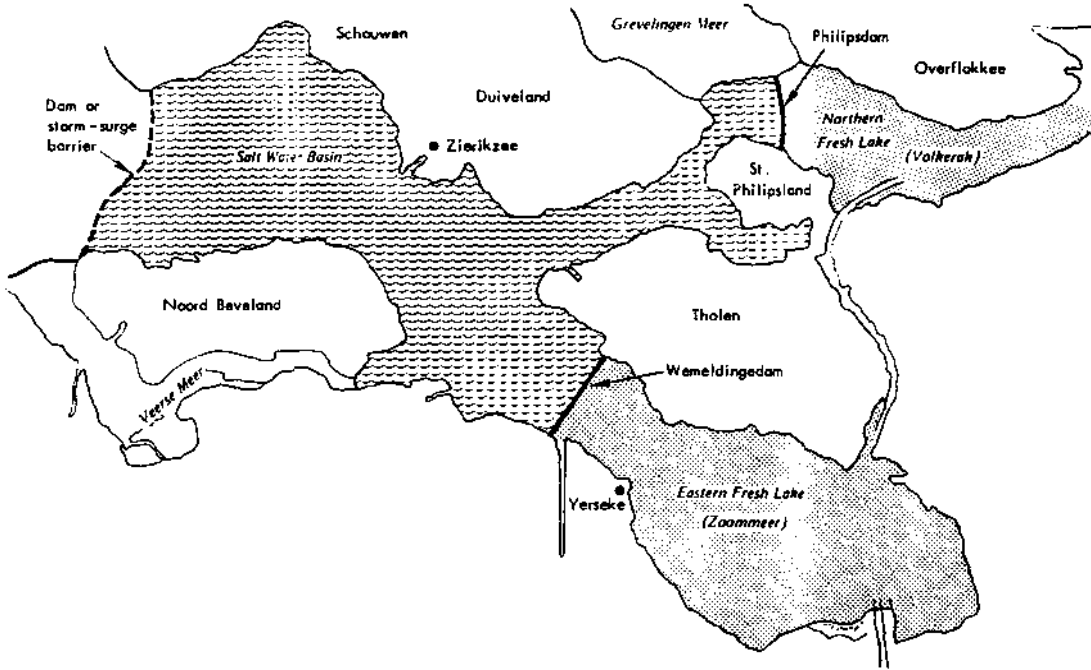 Schouwen
Grevelingen Meer
Philipsdam
Overflakkee
Duiveland
Dam or
storm-surge
barrier
Northern
Fresh Lake
(Volkerak)
Zierikzee
Salt Water Basin
St.
Philipsland
Noord Beveland
Tholen
Wemeldingedam
Veerse Meer
Yerseke
Eastern Fresh Lake
(Zoommeer)